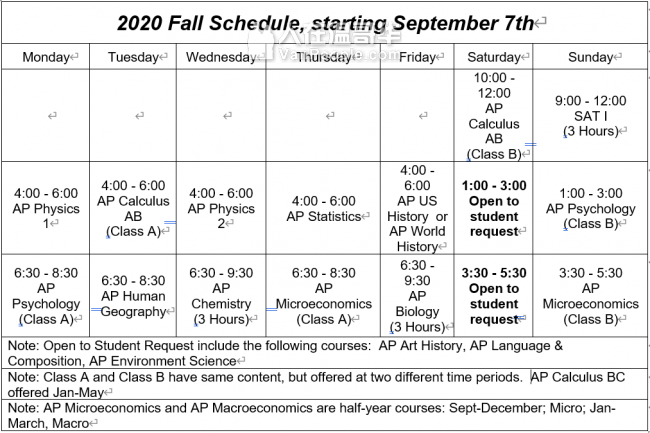 2020 Fall Schedule, starting September 7th
Monday Tuesday Wednesday Thursday Friday Saturday Sunday
10:00 -
12:00
AP
Calculus
AB
(Class B)
9:00 - 12:00
SAT I
(3 Hours)
4:00 - 6:00
AP Physics
1
4:00 - 6:00
AP Calculus
AB
(Class A)
4:00 - 6:00
AP Physics
2
4:00 - 6:00
AP Statistics
4:00 -
6:00
AP US
History or
AP World
History
1:00 - 3:00
Open to
student
request
1:00 - 3:00
AP Psychology
(Class B)
6:30 - 8:30
AP
Psychology
(Class A)
6:30 - 8:30
AP Human
Geography
6:30 - 9:30
AP
Chemistry
(3 Hours)
6:30 - 8:30
AP
Microeconomics
(Class A)
6:30 -
9:30
AP
Biology
(3 Hours)
3:30 - 5:30
Open to
student
request
3:30 - 5:30
AP
Microeconomics
(Class B)
Note: Open to Student Request include the following courses: AP Art History, AP Language &
Composition, AP Environment Science
Note: Class A and Class B have same content, but offered at two different time periods. AP Calculus BC
offered Jan-May
Note: AP Microeconomics and AP Macroeconomics are half-year courses: Sept-December; Micro; Jan-
March, Macro